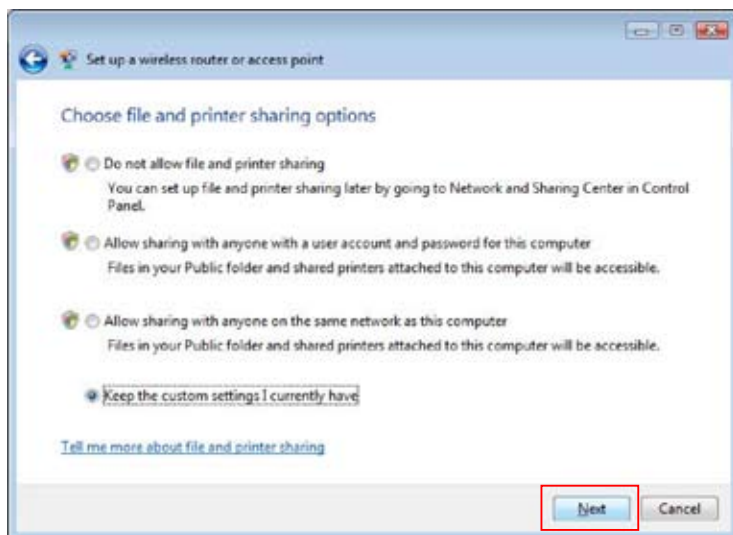 Set up a wireless router or access point
Choose file and printer sharing options
Do not allow file and printer sharing
You can set up file and printer sharing later by going to Network and Sharing Center in Control
Panel.
Allow sharing with anyone with a user account and password for this computer
Files in your Public folder and shared printers attached to this computer will be accessible.
Allow sharing with anyone on the same network as this computer
Files in your Public folder and shared printers attached to this computer will be accessible.
Keep the custom settings I currently have
Tell me more about file and printer sharing
Next Cancel